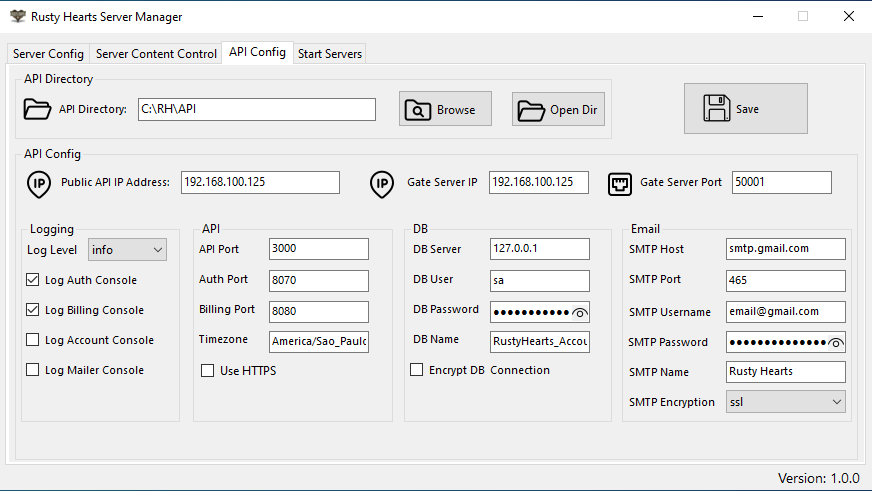 Rusty Hearts Server Manager
Server Config Server Content Control API Config Start Servers
API Directory
API Directory: C:\RH\API Browse Open Dir Save
API Config
IP Public API IP Address: 192.168.100.125 IP Gate Server IP 192.168.100.125 Gate Server Port 50001
Logging
Log Level info
Log Auth Console
Log Billing Console
Log Account Console
Log Mailer Console
API
API Port 3000
Auth Port 8070
Billing Port 8080
Timezone America/Sao_Paulo
Use HTTPS
DB
DB Server 127.0.0.1
DB User sa
DB Password ●●●●●●●●●●●
DB Name RustyHearts_Accou
Encrypt DB Connection
Email
SMTP Host smtp.gmail.com
SMTP Port 465
SMTP Username email@gmail.com
SMTP Password ●●●●●●●●●●●●●●
SMTP Name Rusty Hearts
SMTP Encryption ssl
Version: 1.0.0